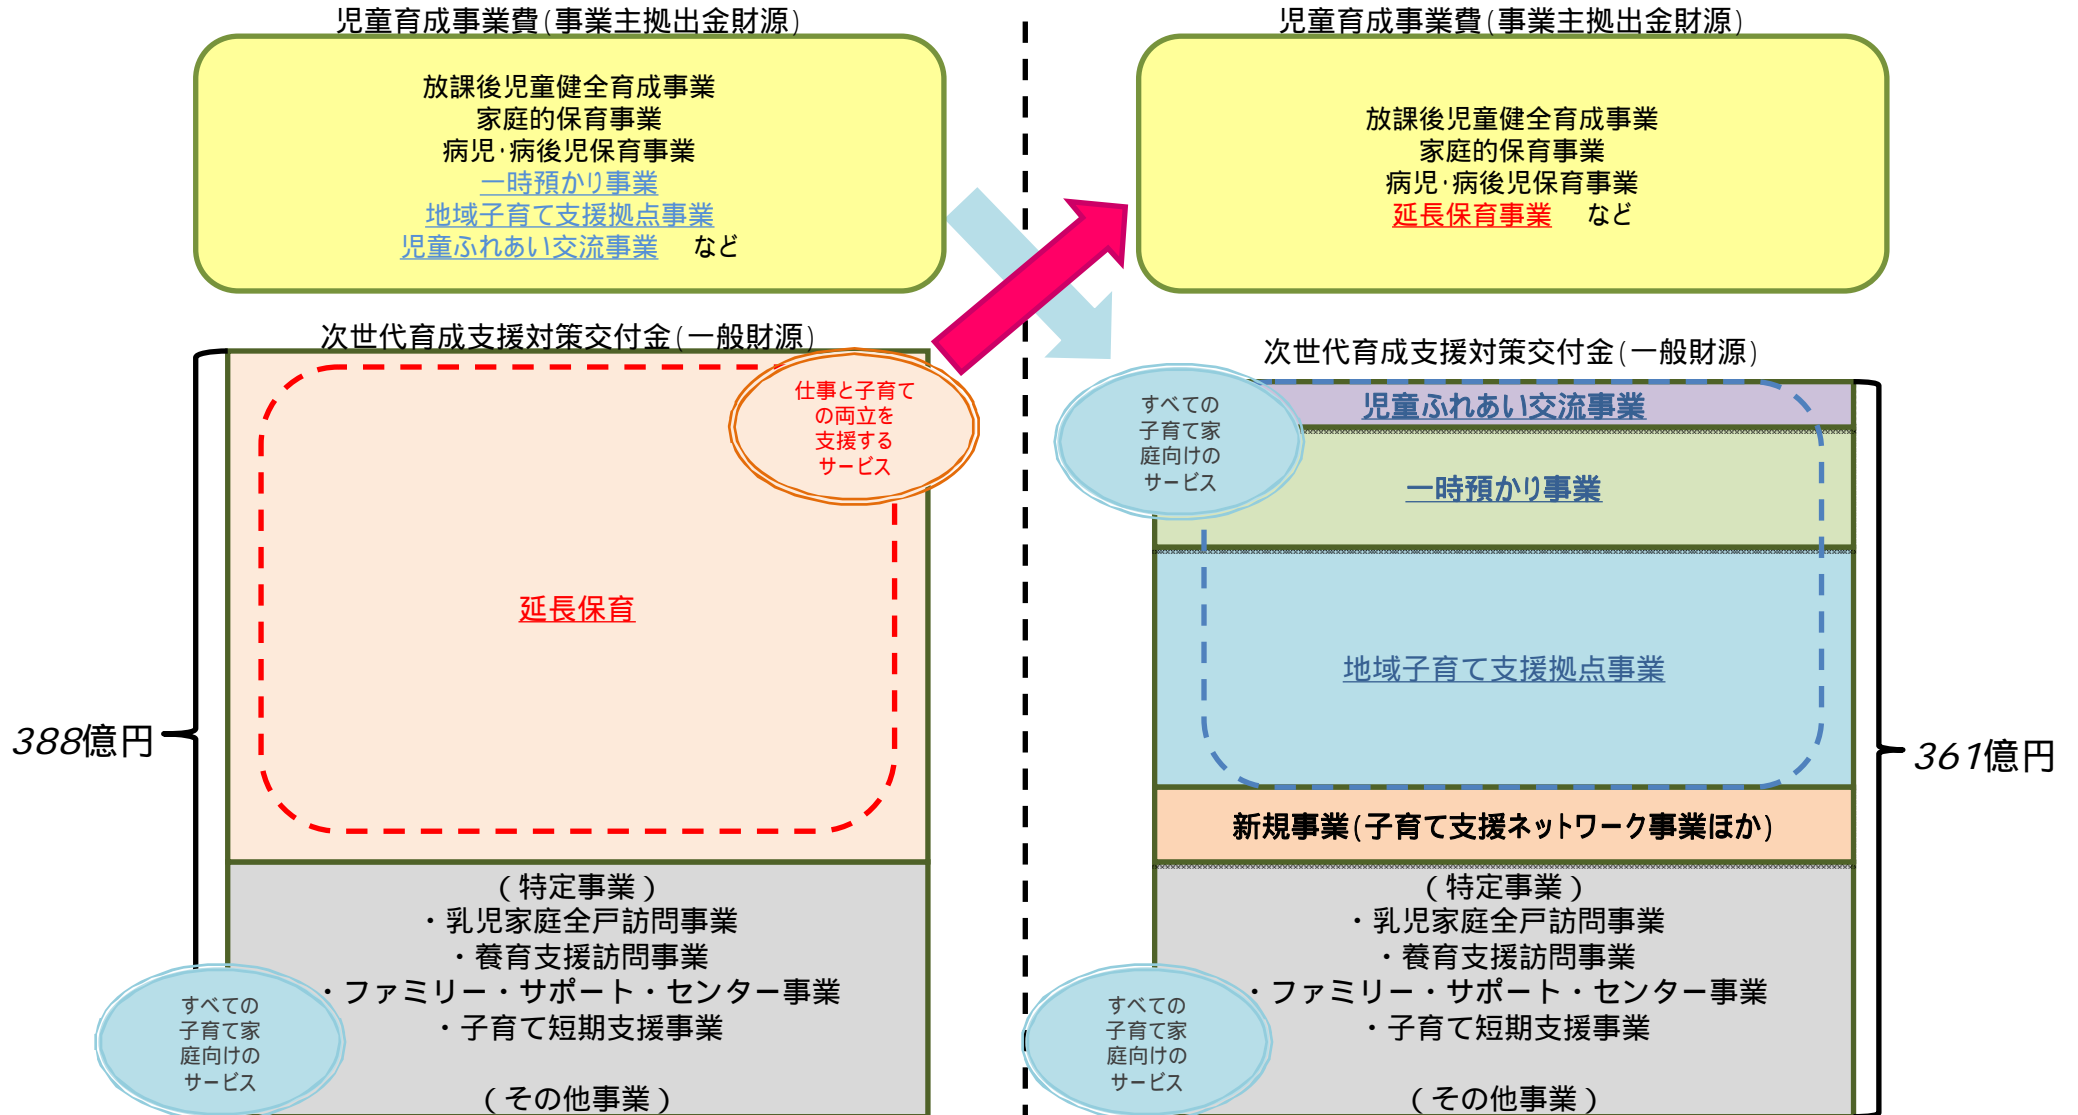 児童育成事業費(事業主拠出金財源)
放課後児童健全育成事業
家庭的保育事業
病児・病後児保育事業
一時預かり事業
地域子育て支援拠点事業
児童ふれあい交流事業　など
次世代育成支援対策交付金(一般財源)
仕事と子育て
の両立を
支援する
サービス
延長保育
388億円
(特定事業)
・乳児家庭全戸訪問事業
・養育支援訪問事業
・ファミリー・サポート・センター事業
・子育て短期支援事業
(その他事業)
すべての
子育て家
庭向けの
サービス
児童育成事業費(事業主拠出金財源)
放課後児童健全育成事業
家庭的保育事業
病児・病後児保育事業
延長保育事業　など
次世代育成支援対策交付金(一般財源)
すべての
子育て家
庭向けの
サービス
児童ふれあい交流事業
一時預かり事業
地域子育て支援拠点事業
361億円
新規事業(子育て支援ネットワーク事業ほか)
(特定事業)
・乳児家庭全戸訪問事業
・養育支援訪問事業
・ファミリー・サポート・センター事業
・子育て短期支援事業
(その他事業)
すべての
子育て家
庭向けの
サービス